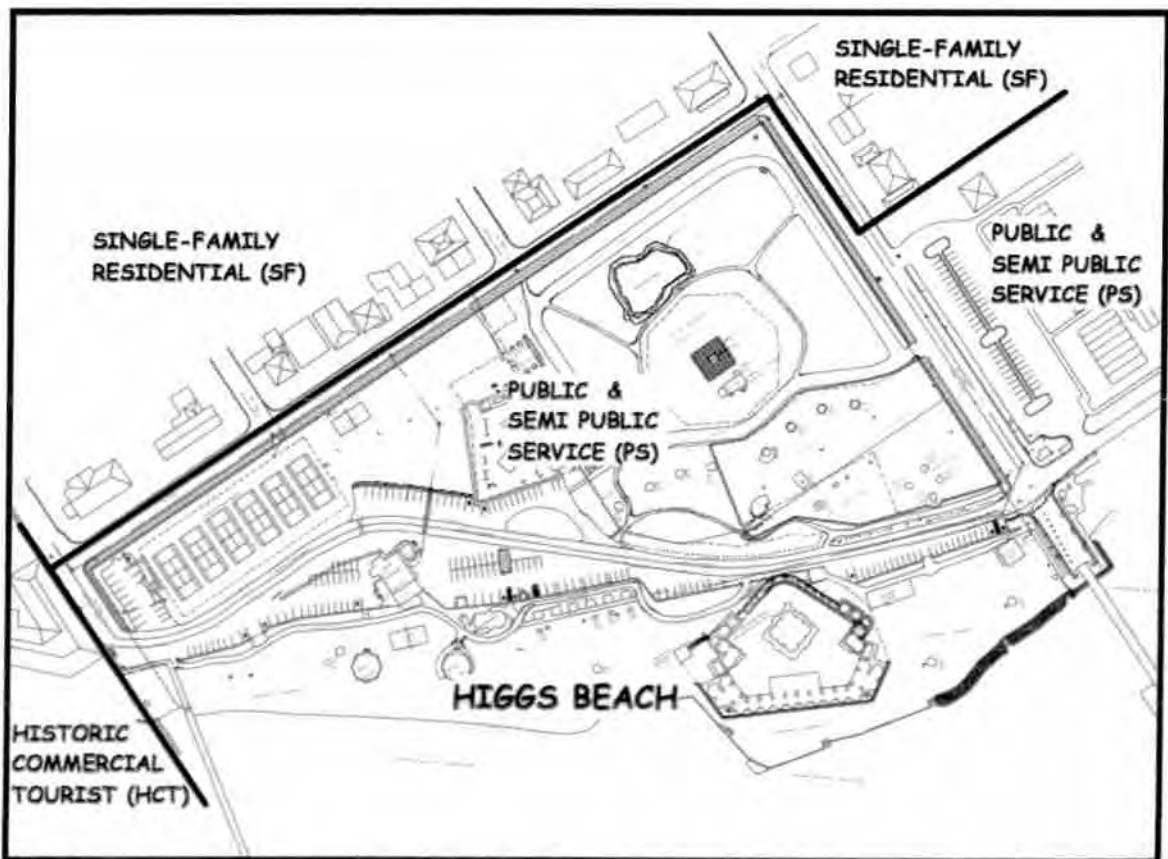 SINGLE-FAMILY
RESIDENTIAL (SF)
SINGLE-FAMILY
RESIDENTIAL (SF)
PUBLIC &
SEMI PUBLIC
SERVICE (PS)
PUBLIC &
SEMI PUBLIC
SERVICE (PS)
HIGGS BEACH
HISTORIC
COMMERCIAL
TOURIST (HCT)